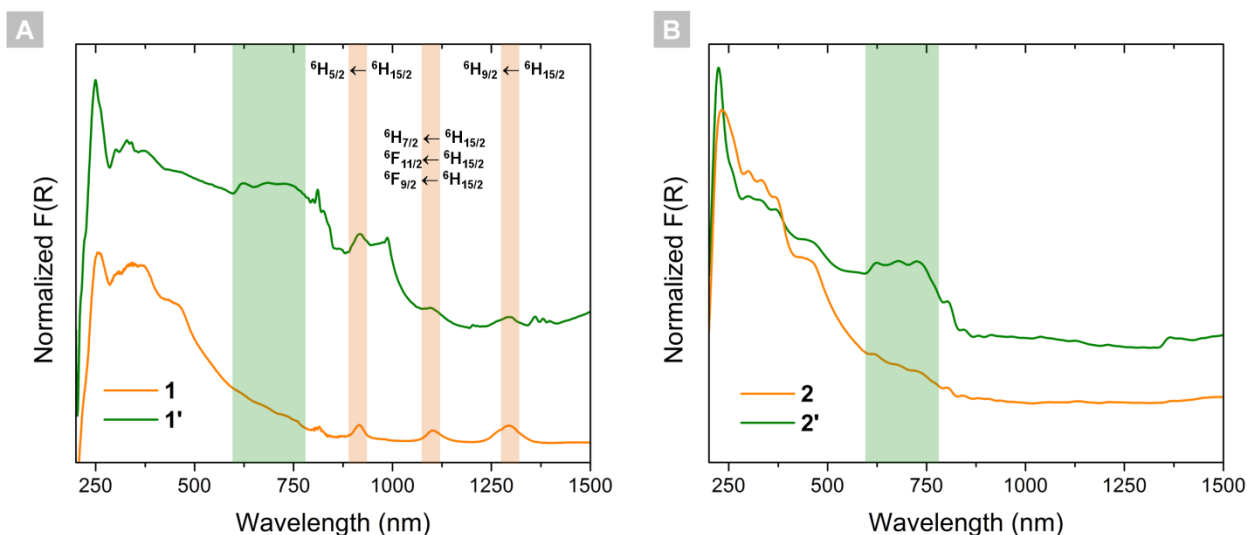 A
⁶H₅/₂ ← ⁶H₁₅/₂
⁶H₉/₂ ← ⁶H₁₅/₂
⁶H₇/₂ ← ⁶H₁₅/₂
⁶F₁₁/₂ ← ⁶H₁₅/₂
⁶F₉/₂ ← ⁶H₁₅/₂
Normalized F(R)
1
1'
250 500 750 1000 1250 1500
Wavelength (nm)
B
Normalized F(R)
2
2'
250 500 750 1000 1250 1500
Wavelength (nm)